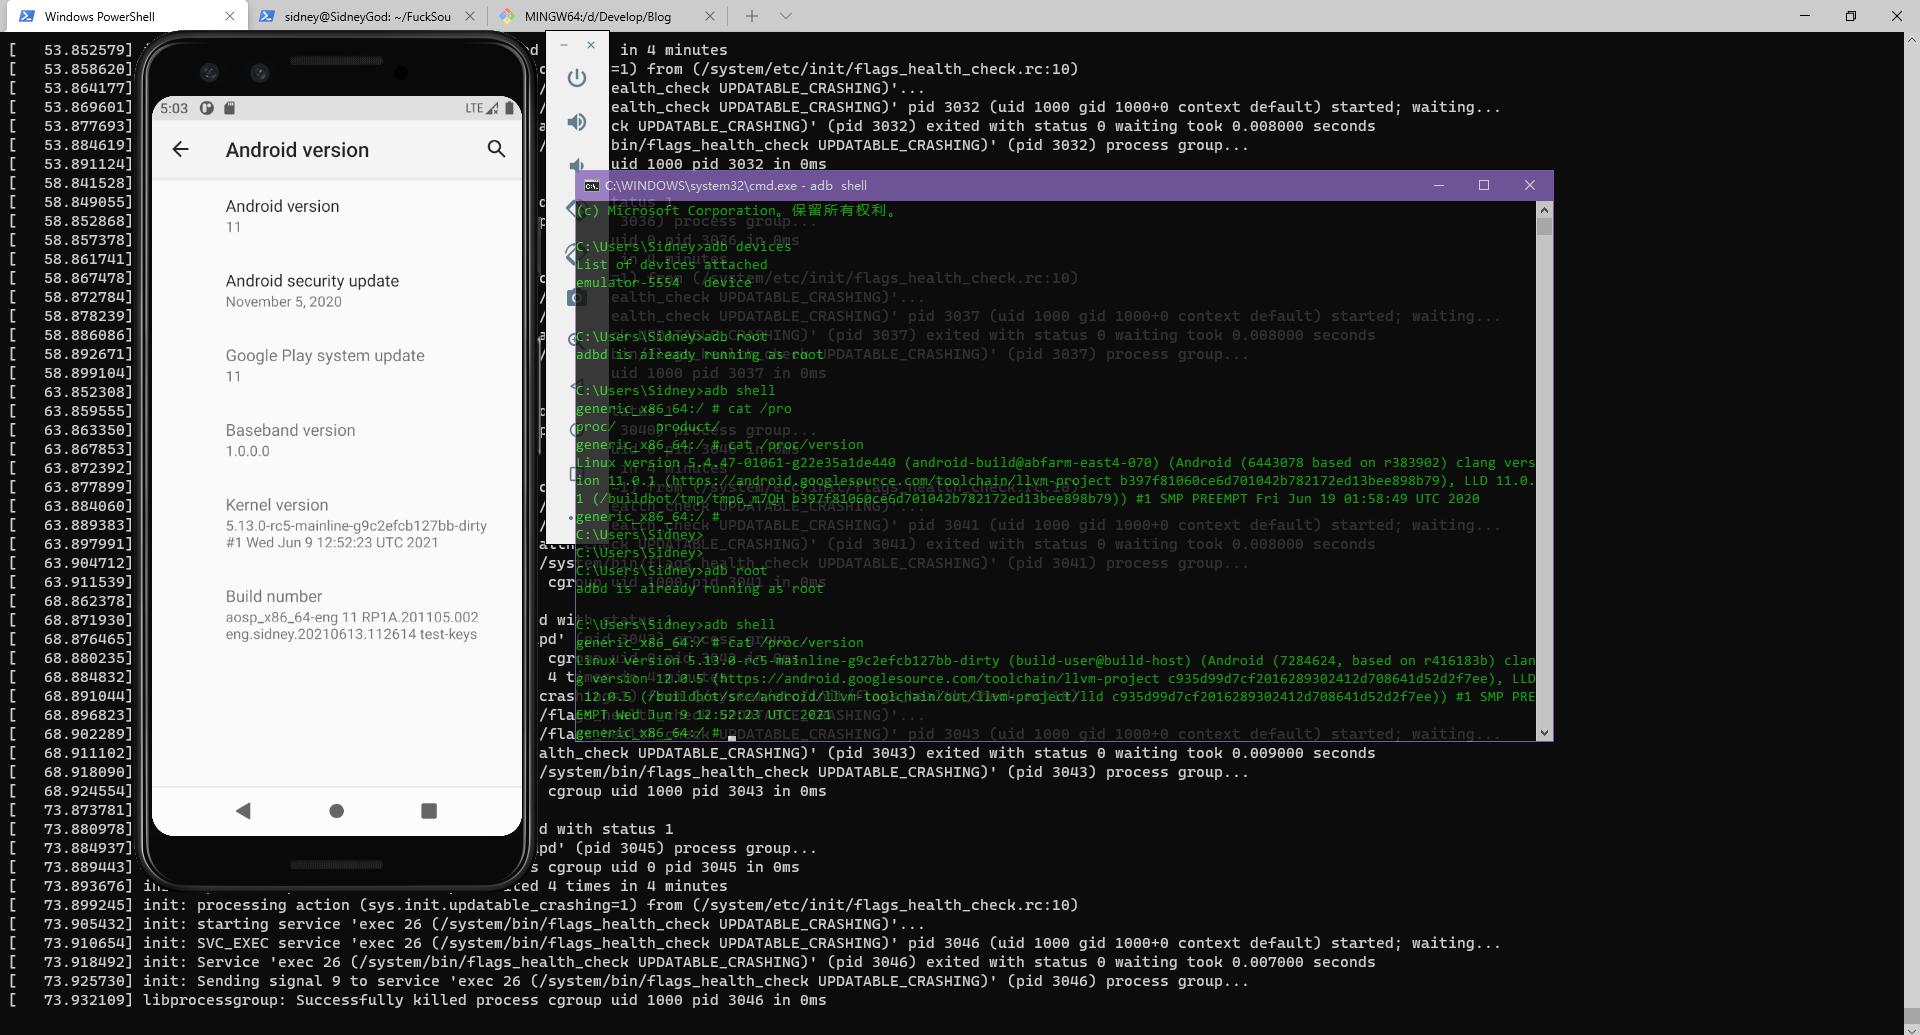 Windows PowerShell
sidney@SidneyGod: ~/FuckSou
MINGW64:/d/Develop/Blog
[   53.852579]
in 4 minutes
[   53.858620]
=1) from (/system/etc/init/flags_health_check.rc:10)
[   53.864177]
ealth_check UPDATABLE_CRASHING)'...
[   53.869601]
ealth_check UPDATABLE_CRASHING)' pid 3032 (uid 1000 gid 1000+0 context default) started; waiting...
[   53.877693]
ck UPDATABLE_CRASHING)' (pid 3032) exited with status 0 waiting took 0.008000 seconds
[   53.884619]
bin/flags_health_check UPDATABLE_CRASHING)' (pid 3032) process group...
[   53.891124]
uid 1000 pid 3032 in 0ms
[   58.841528]
[   58.849055]
[   58.852868]
[   58.857378]
[   58.861741]
[   58.867478]
[   58.872784]
[   58.878239]
[   58.886086]
[   58.892671]
[   58.899104]
[   63.852308]
[   63.859555]
[   63.863350]
[   63.867853]
[   63.872392]
[   63.877899]
[   63.884060]
[   63.889383]
[   63.897991]
[   63.904712]
[   63.911539]
[   68.862378]
[   68.871930]
[   68.876465]
[   68.880235]
[   68.884832]
[   68.891044]
[   68.896823]
[   68.902289]
[   68.911102]
alth_check UPDATABLE_CRASHING)' (pid 3043) exited with status 0 waiting took 0.009000 seconds
[   68.918090]
/system/bin/flags_health_check UPDATABLE_CRASHING)' (pid 3043) process group...
[   68.924554]
cgroup uid 1000 pid 3043 in 0ms
[   73.873781]
[   73.880978]
d with status 1
[   73.884937]
pd' (pid 3045) process group...
[   73.889443]
s cgroup uid 0 pid 3045 in 0ms
[   73.893676]
ted 4 times in 4 minutes
[   73.899245] init: processing action (sys.init.updatable_crashing=1) from (/system/etc/init/flags_health_check.rc:10)
[   73.905432] init: starting service 'exec 26 (/system/bin/flags_health_check UPDATABLE_CRASHING)'...
[   73.910654] init: SVC_EXEC service 'exec 26 (/system/bin/flags_health_check UPDATABLE_CRASHING)' pid 3046 (uid 1000 gid 1000+0 context default) started; waiting...
[   73.918492] init: Service 'exec 26 (/system/bin/flags_health_check UPDATABLE_CRASHING)' (pid 3046) exited with status 0 waiting took 0.007000 seconds
[   73.925730] init: Sending signal 9 to service 'exec 26 (/system/bin/flags_health_check UPDATABLE_CRASHING)' (pid 3046) process group...
[   73.932109] libprocessgroup: Successfully killed process cgroup uid 1000 pid 3046 in 0ms
5:03
LTE
Android version
Android version
11
Android security update
November 5, 2020
Google Play system update
11
Baseband version
1.0.0.0
Kernel version
5.13.0-rc5-mainline-g9c2efcb127bb-dirty
#1 Wed Jun 9 12:52:23 UTC 2021
Build number
aosp_x86_64-eng 11 RP1A.201105.002
eng.sidney.20210613.112614 test-keys
C:\WINDOWS\system32\cmd.exe - adb  shell
(c) Microsoft Corporation。保留所有权利。
C:\Users\Sidney>adb devices
List of devices attached
emulator-5554   device
C:\Users\Sidney>adb root
adbd is already running as root
C:\Users\Sidney>adb shell
generic_x86_64:/ # cat /pro
proc/     product/
generic_x86_64:/ # cat /proc/version
Linux version 5.4.47-01061-g22e35a1de440 (android-build@abfarm-east4-070) (Android (6443078 based on r383902) clang vers
ion 11.0.1 (https://android.googlesource.com/toolchain/llvm-project b397f81060ce6d701042b782172ed13bee898b79), LLD 11.0.
1 (/buildbot/tmp/tmp6_m7QH b397f81060ce6d701042b782172ed13bee898b79)) #1 SMP PREEMPT Fri Jun 19 01:58:49 UTC 2020
generic_x86_64:/ #
C:\Users\Sidney>
C:\Users\Sidney>
C:\Users\Sidney>adb root
adbd is already running as root
C:\Users\Sidney>adb shell
generic_x86_64:/ # cat /proc/version
Linux version 5.13.0-rc5-mainline-g9c2efcb127bb-dirty (build-user@build-host) (Android (7284624, based on r416183b) clan
g version 12.0.5 (https://android.googlesource.com/toolchain/llvm-project c935d99d7cf2016289302412d708641d52d2f7ee), LLD
 12.0.5 (/buildbot/src/android/llvm-toolchain/out/llvm-project/lld c935d99d7cf2016289302412d708641d52d2f7ee)) #1 SMP PRE
EMPT Wed Jun 9 12:52:23 UTC 2021
generic_x86_64:/ #